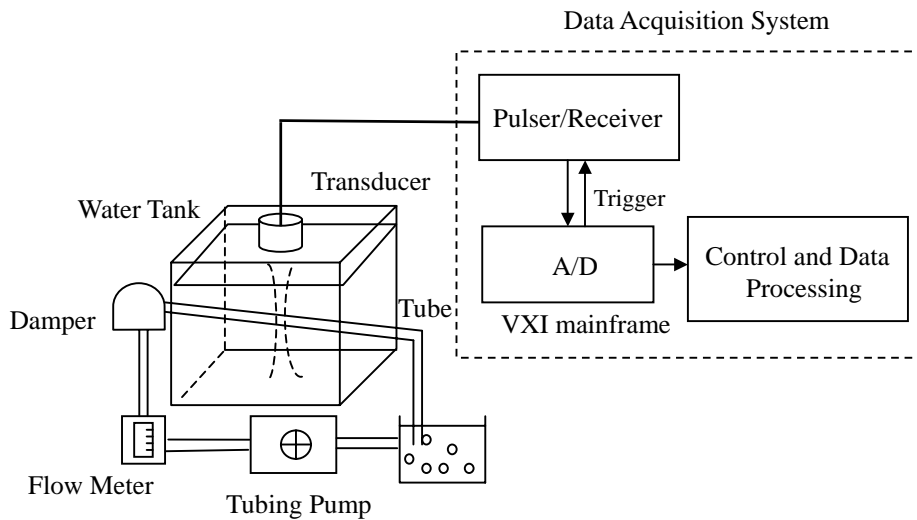 Data Acquisition System
Pulser/Receiver
Transducer
Trigger
Water Tank
A/D
Control and Data
Processing
Tube
Damper
VXI mainframe
Flow Meter
Tubing Pump